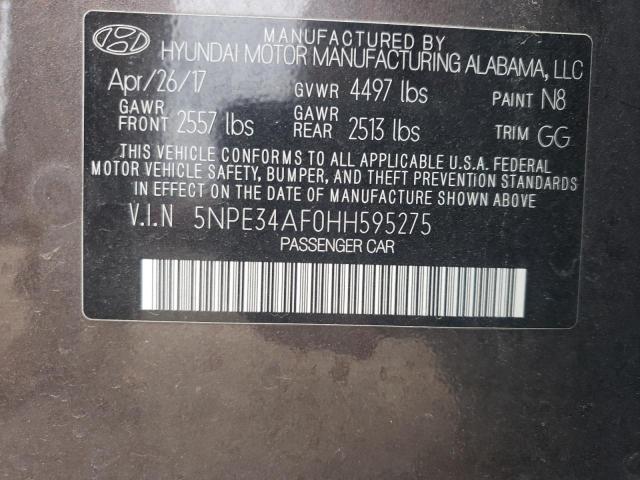 MANUFACTURED BY
HYUNDAI MOTOR MANUFACTURING ALABAMA, LLC
Apr/26/17 GVWR 4497 lbs PAINT N8
GAWR FRONT 2557 lbs GAWR REAR 2513 lbs TRIM GG
THIS VEHICLE CONFORMS TO ALL APPLICABLE U.S.A. FEDERAL
MOTOR VEHICLE SAFETY, BUMPER, AND THEFT PREVENTION STANDARDS
IN EFFECT ON THE DATE OF MANUFACTURE SHOWN ABOVE.
V.I.N 5NPE34AF0HH595275
PASSENGER CAR